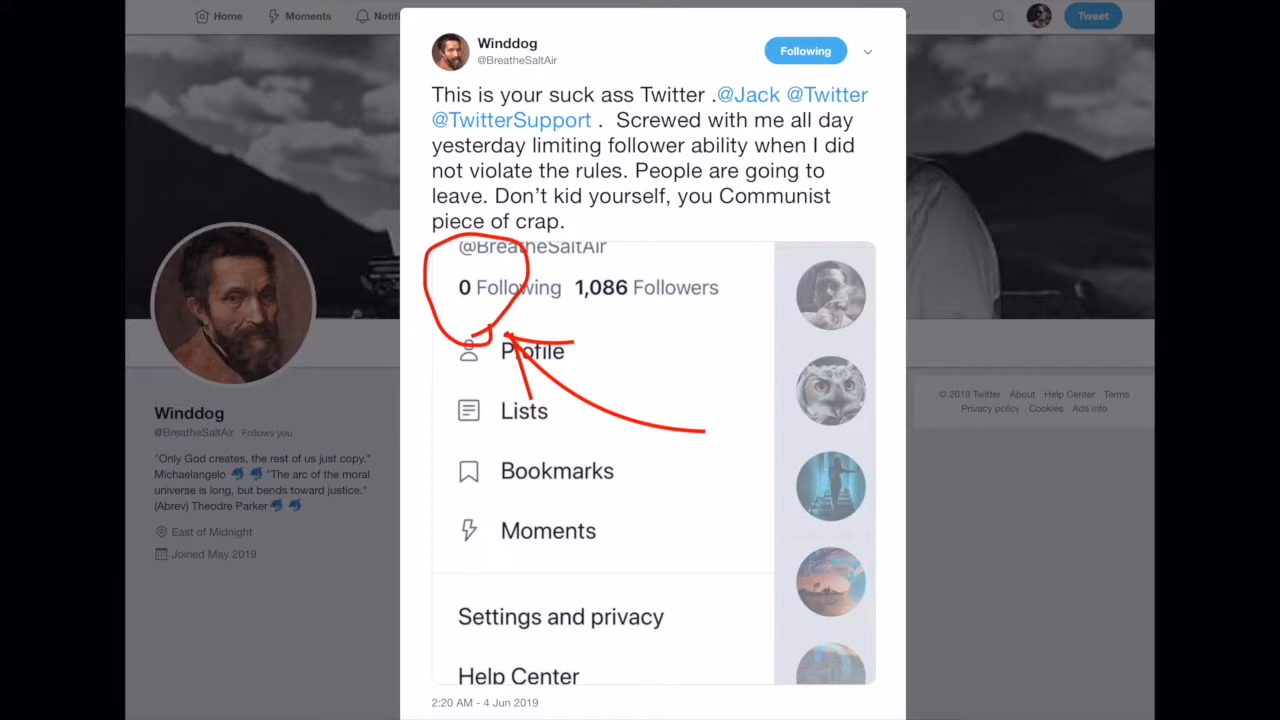 Home
Moments
Notifi
Tweet
Winddog
@BreatheSaltAir
Following
This is your suck ass Twitter .@Jack @Twitter
@TwitterSupport .  Screwed with me all day
yesterday limiting follower ability when I did
not violate the rules. People are going to
leave. Don’t kid yourself, you Communist
piece of crap.
@BreatheSaltAir
0 Following 1,086 Followers
Profile
Lists
Bookmarks
Moments
Settings and privacy
Help Center
2:20 AM - 4 Jun 2019
Winddog
@BreatheSaltAir Follows you
"Only God creates, the rest of us just copy."
Michaelangelo 🐬 🐬 "The arc of the moral
universe is long, but bends toward justice."
(Abrev) Theodre Parker🐬 🐬
East of Midnight
Joined May 2019
© 2019 Twitter About Help Center Terms
Privacy policy Cookies Ads info